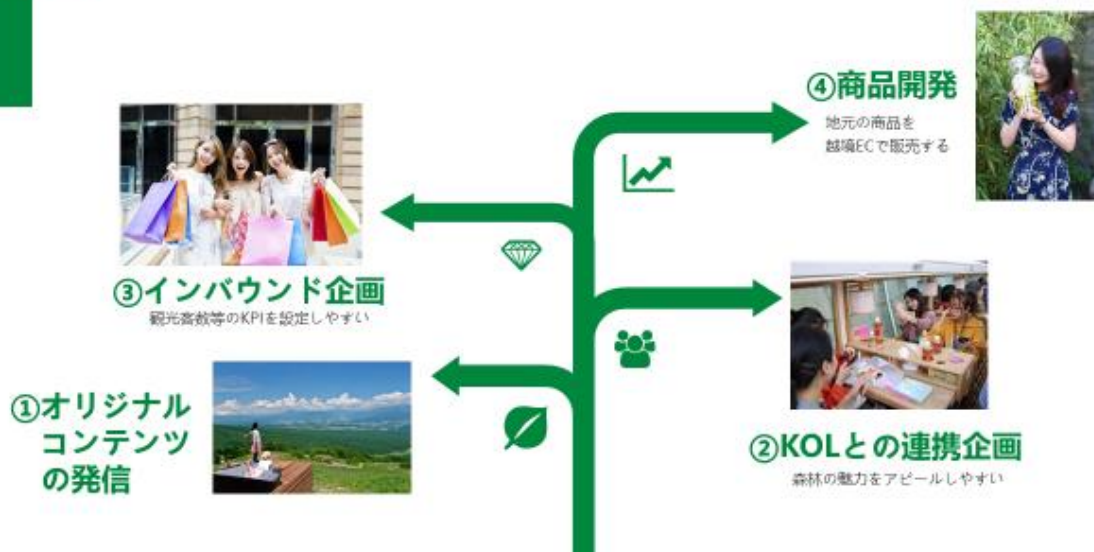 ④商品開発
地元の商品を
越境ECで販売する
③インバウンド企画
観光客数等のKPIを設定しやすい
①オリジナル
コンテンツ
の発信
②KOLとの連携企画
森林の魅力をアピールしやすい